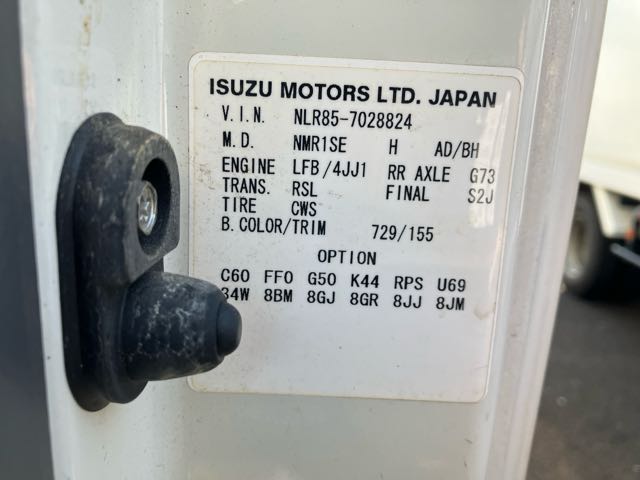 ISUZU MOTORS LTD. JAPAN
V.I.N. NLR85-7028824
M.D. NMR1SE H AD/BH
ENGINE LFB/4JJ1 RR AXLE G73
TRANS. RSL FINAL S2J
TIRE CWS
B.COLOR/TRIM 729/155
OPTION
C60 FF0 G50 K44 RPS U69
34W 8BM 8GJ 8GR 8JJ 8JM